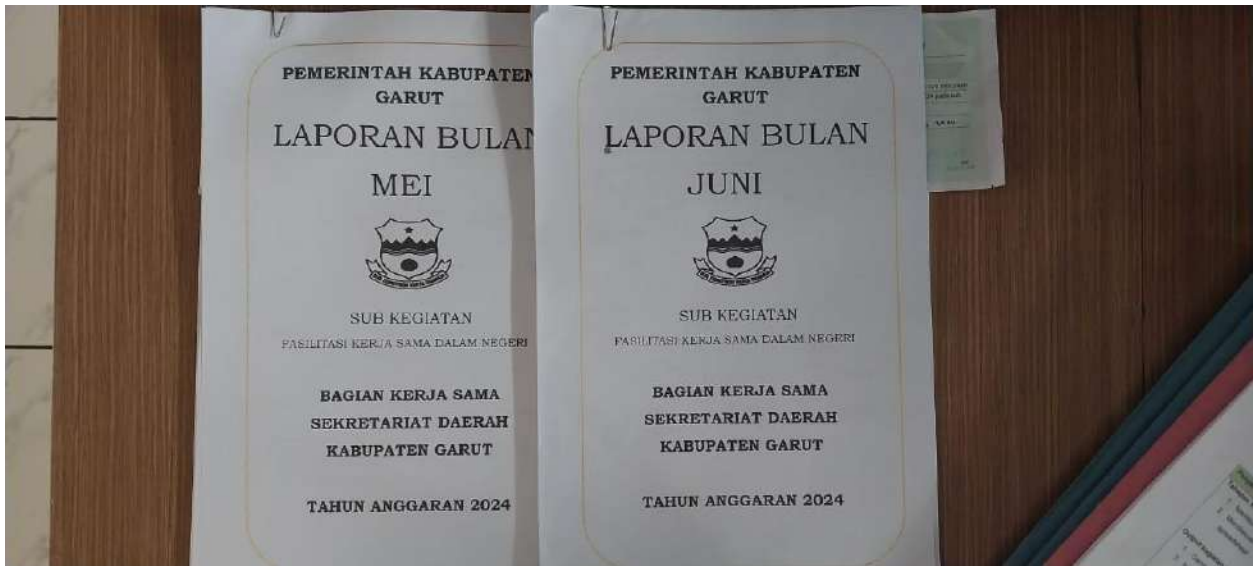 PEMERINTAH KABUPATEN
GARUT
LAPORAN BULAN
MEI
SUB KEGIATAN
FASILITASI KERJA SAMA DALAM NEGERI
BAGIAN KERJA SAMA
SEKRETARIAT DAERAH
KABUPATEN GARUT
TAHUN ANGGARAN 2024
PEMERINTAH KABUPATEN
GARUT
LAPORAN BULAN
JUNI
SUB KEGIATAN
FASILITASI KERJA SAMA DALAM NEGERI
BAGIAN KERJA SAMA
SEKRETARIAT DAERAH
KABUPATEN GARUT
TAHUN ANGGARAN 2024